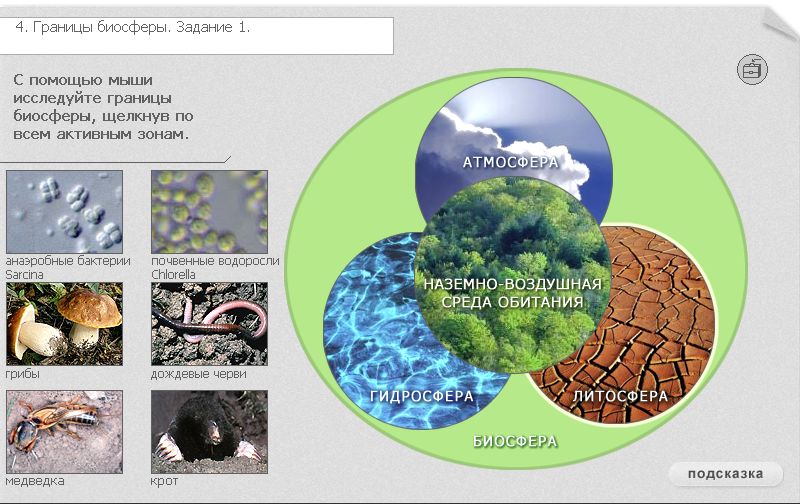 4. Границы биосферы. Задание 1.
С помощью мыши
исследуйте границы
биосферы, щелкнув по
всем активным зонам.
анаэробные бактерии
Sarcina
почвенные водоросли
Chlorella
грибы
дождевые черви
медведка
крот
АТМОСФЕРА
НАЗЕМНО-ВОЗДУШНАЯ
СРЕДА ОБИТАНИЯ
ГИДРОСФЕРА
ЛИТОСФЕРА
БИОСФЕРА
подсказка